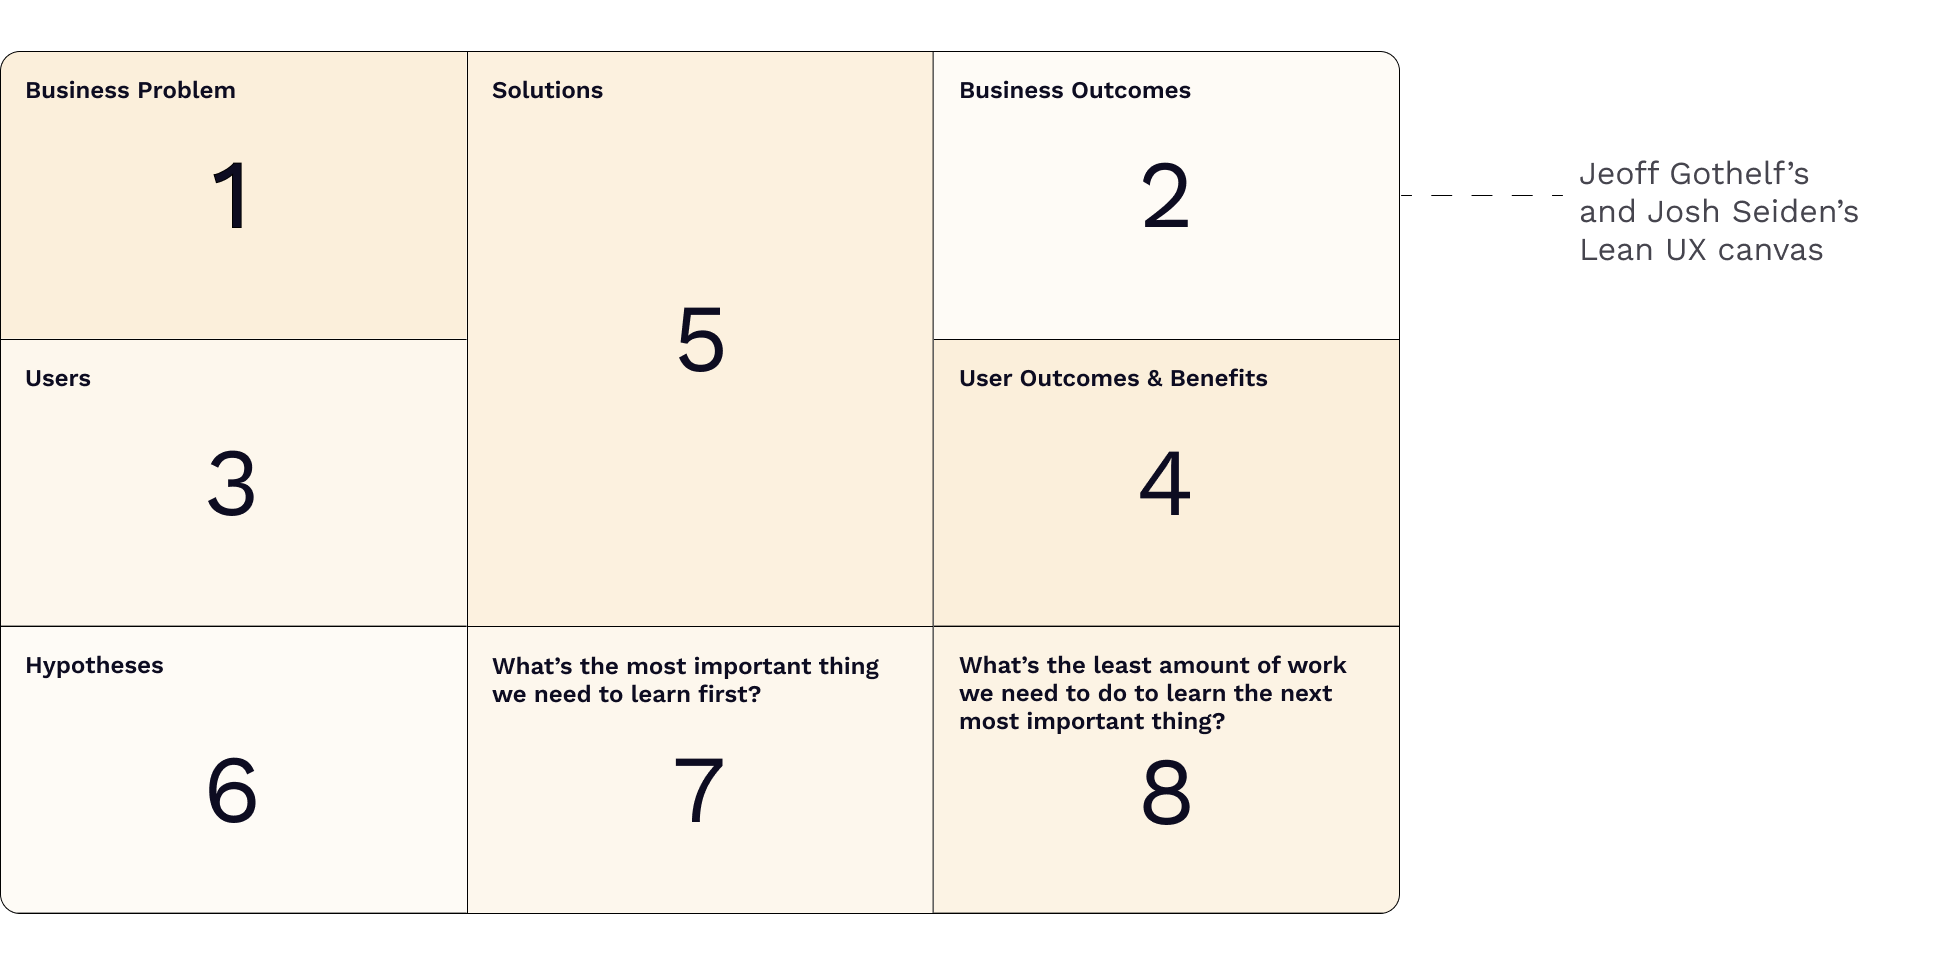 Business Problem
1
Solutions
5
Business Outcomes
2
Jeoff Gothelf’s
and Josh Seiden’s
Lean UX canvas
Users
3
User Outcomes & Benefits
4
Hypotheses
6
What’s the most important thing
we need to learn first?
7
What’s the least amount of work
we need to do to learn the next
most important thing?
8